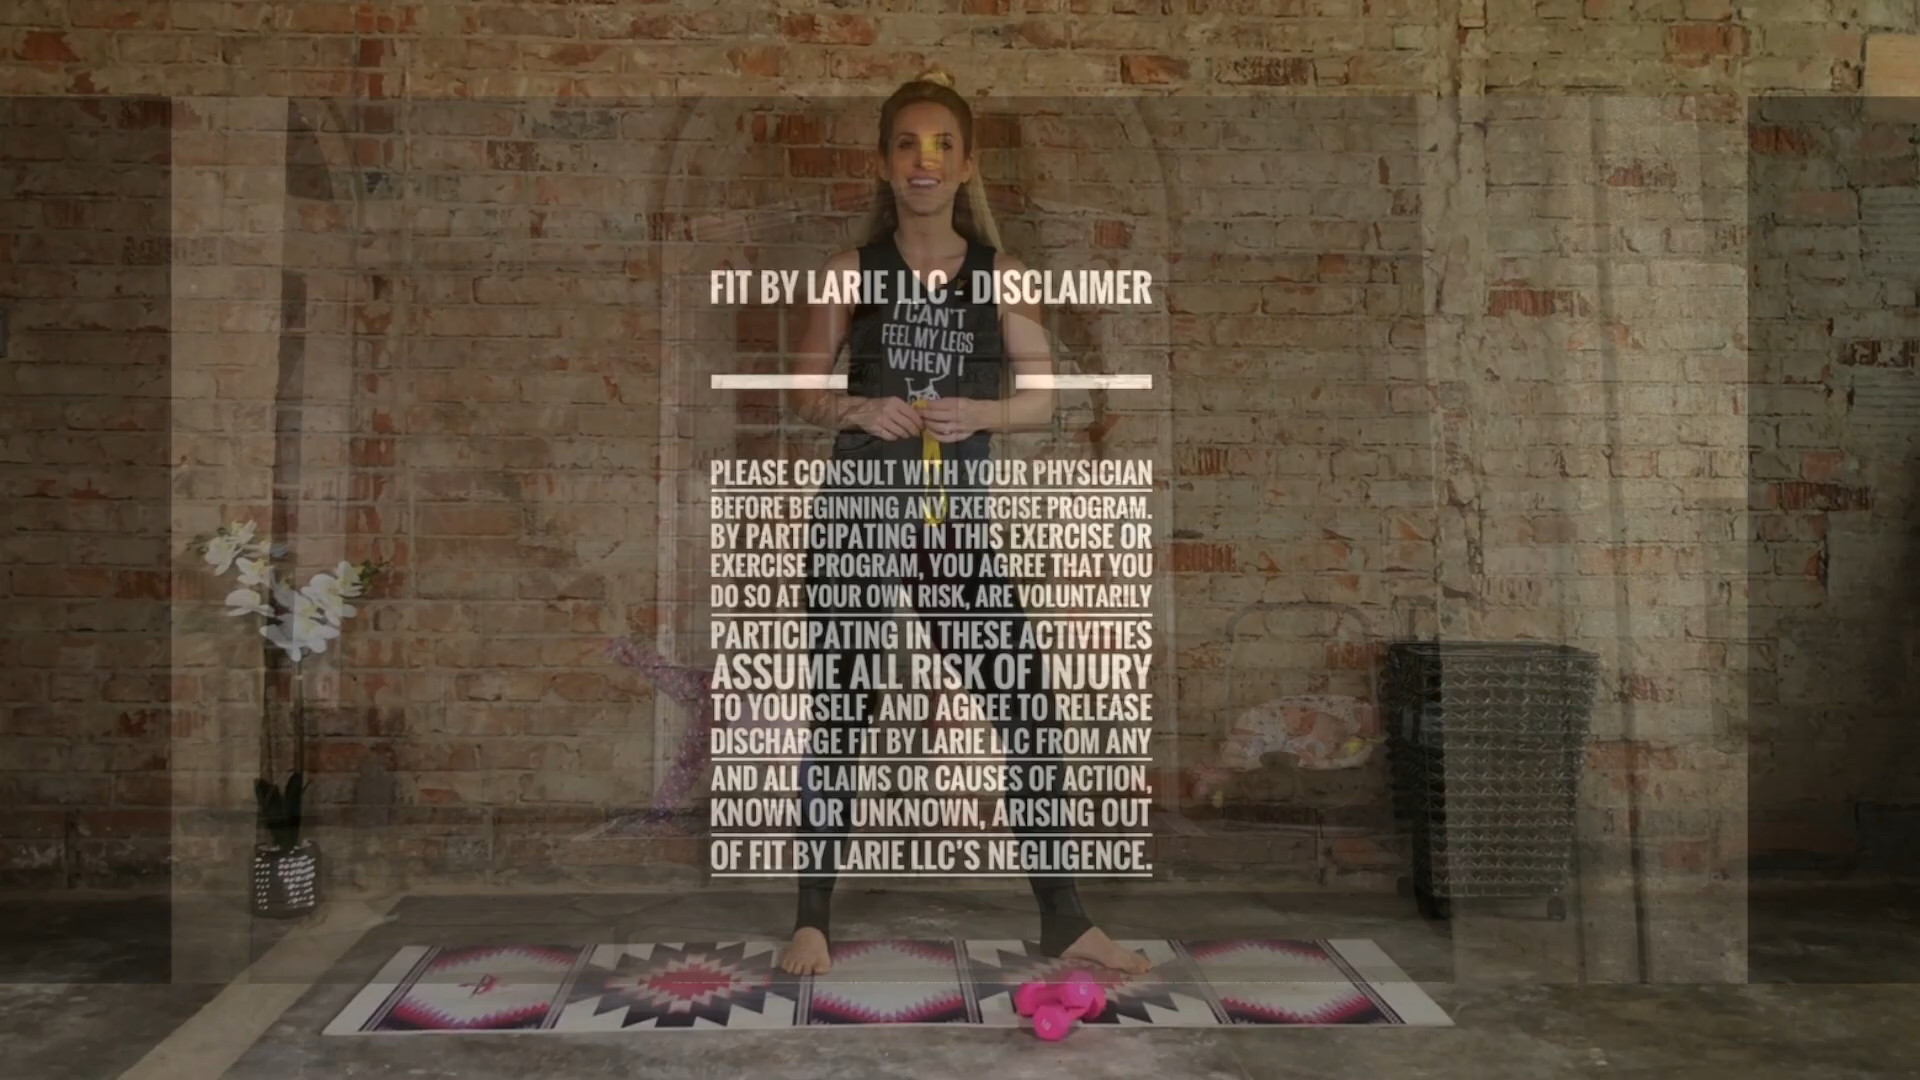 FIT BY LARIE LLC - DISCLAIMER
I CAN'T
FEEL MY LEGS
WHEN I
PLEASE CONSULT WITH YOUR PHYSICIAN
BEFORE BEGINNING ANY EXERCISE PROGRAM.
BY PARTICIPATING IN THIS EXERCISE OR
EXERCISE PROGRAM, YOU AGREE THAT YOU
DO SO AT YOUR OWN RISK, ARE VOLUNTARILY
PARTICIPATING IN THESE ACTIVITIES
ASSUME ALL RISK OF INJURY
TO YOURSELF, AND AGREE TO RELEASE
DISCHARGE FIT BY LARIE LLC FROM ANY
AND ALL CLAIMS OR CAUSES OF ACTION,
KNOWN OR UNKNOWN, ARISING OUT
OF FIT BY LARIE LLC'S NEGLIGENCE.